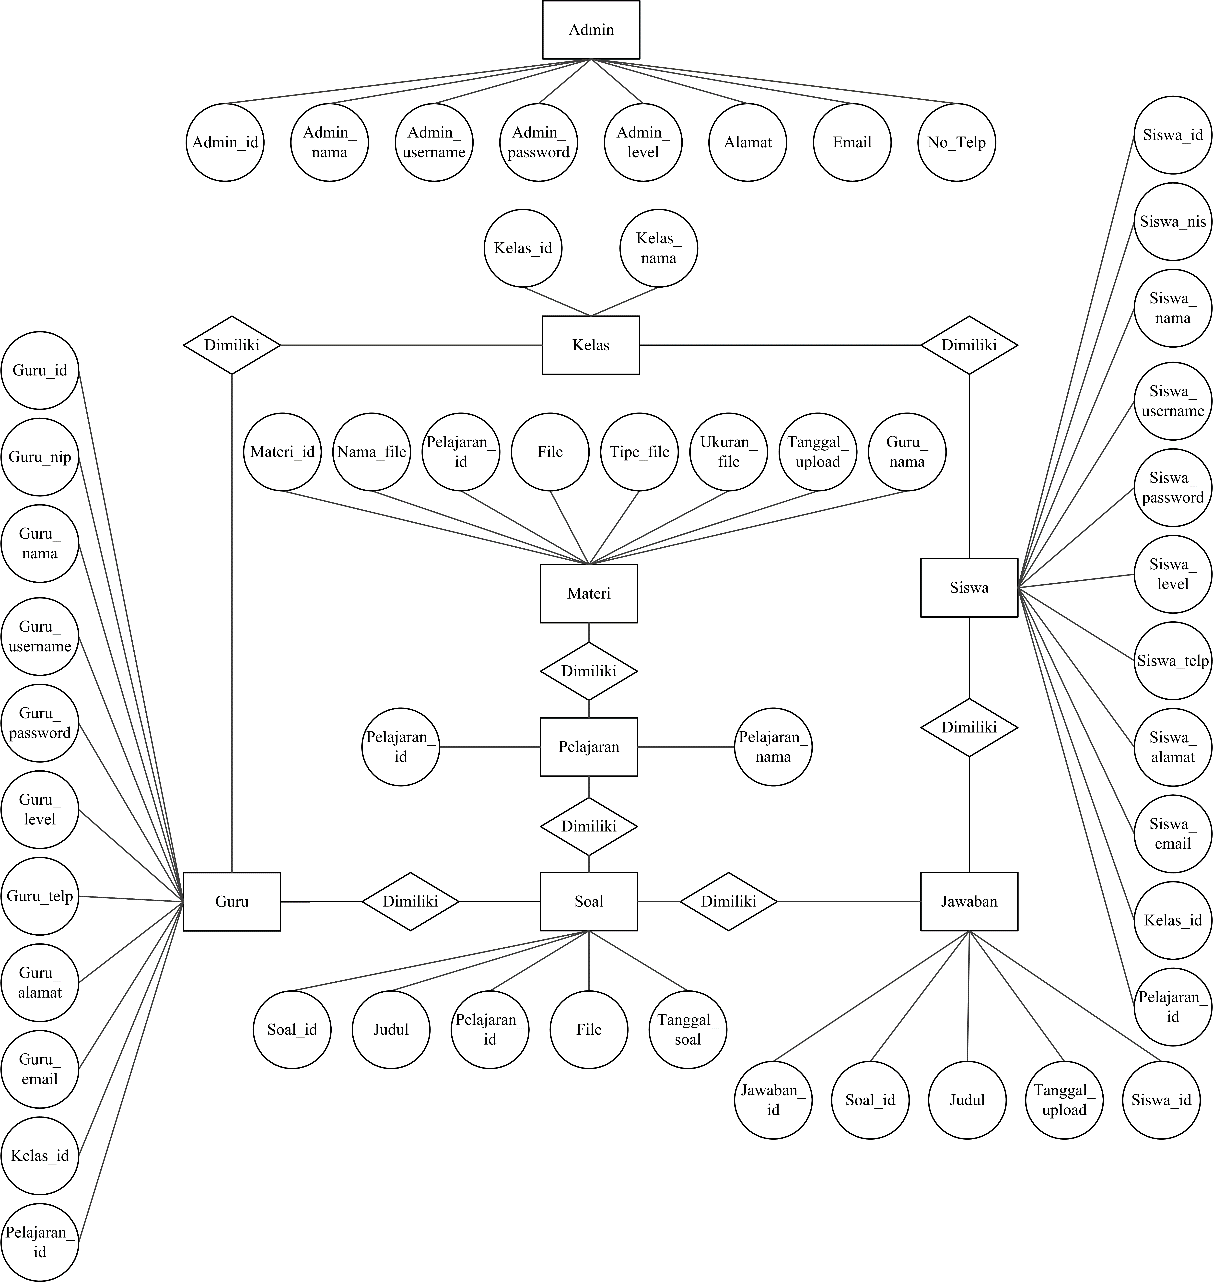 Admin
Admin_id
Admin_
nama
Admin_
username
Admin_
password
Admin_
level
Alamat
Email
No_Telp
Kelas_id
Kelas_
nama
Dimiliki
Kelas
Dimiliki
Materi_id
Nama_file
Pelajaran_
id
File
Tipe_file
Ukuran_
file
Tanggal_
upload
Guru_
nama
Materi
Dimiliki
Pelajaran_
id
Pelajaran
Pelajaran_
nama
Dimiliki
Guru
Dimiliki
Soal
Dimiliki
Jawaban
Soal_id
Judul
Pelajaran_
id
File
Tanggal_
soal
Jawaban_
id
Soal_id
Judul
Tanggal_
upload
Siswa_id
Guru_id
Guru_nip
Guru_
nama
Guru_
username
Guru_
password
Guru_
level
Guru_telp
Guru_
alamat
Guru_
email
Kelas_id
Pelajaran_
id
Siswa
Dimiliki
Siswa_id
Siswa_nis
Siswa_
nama
Siswa_
username
Siswa_
password
Siswa_
level
Siswa_telp
Siswa_
alamat
Siswa_
email
Kelas_id
Pelajaran_
id